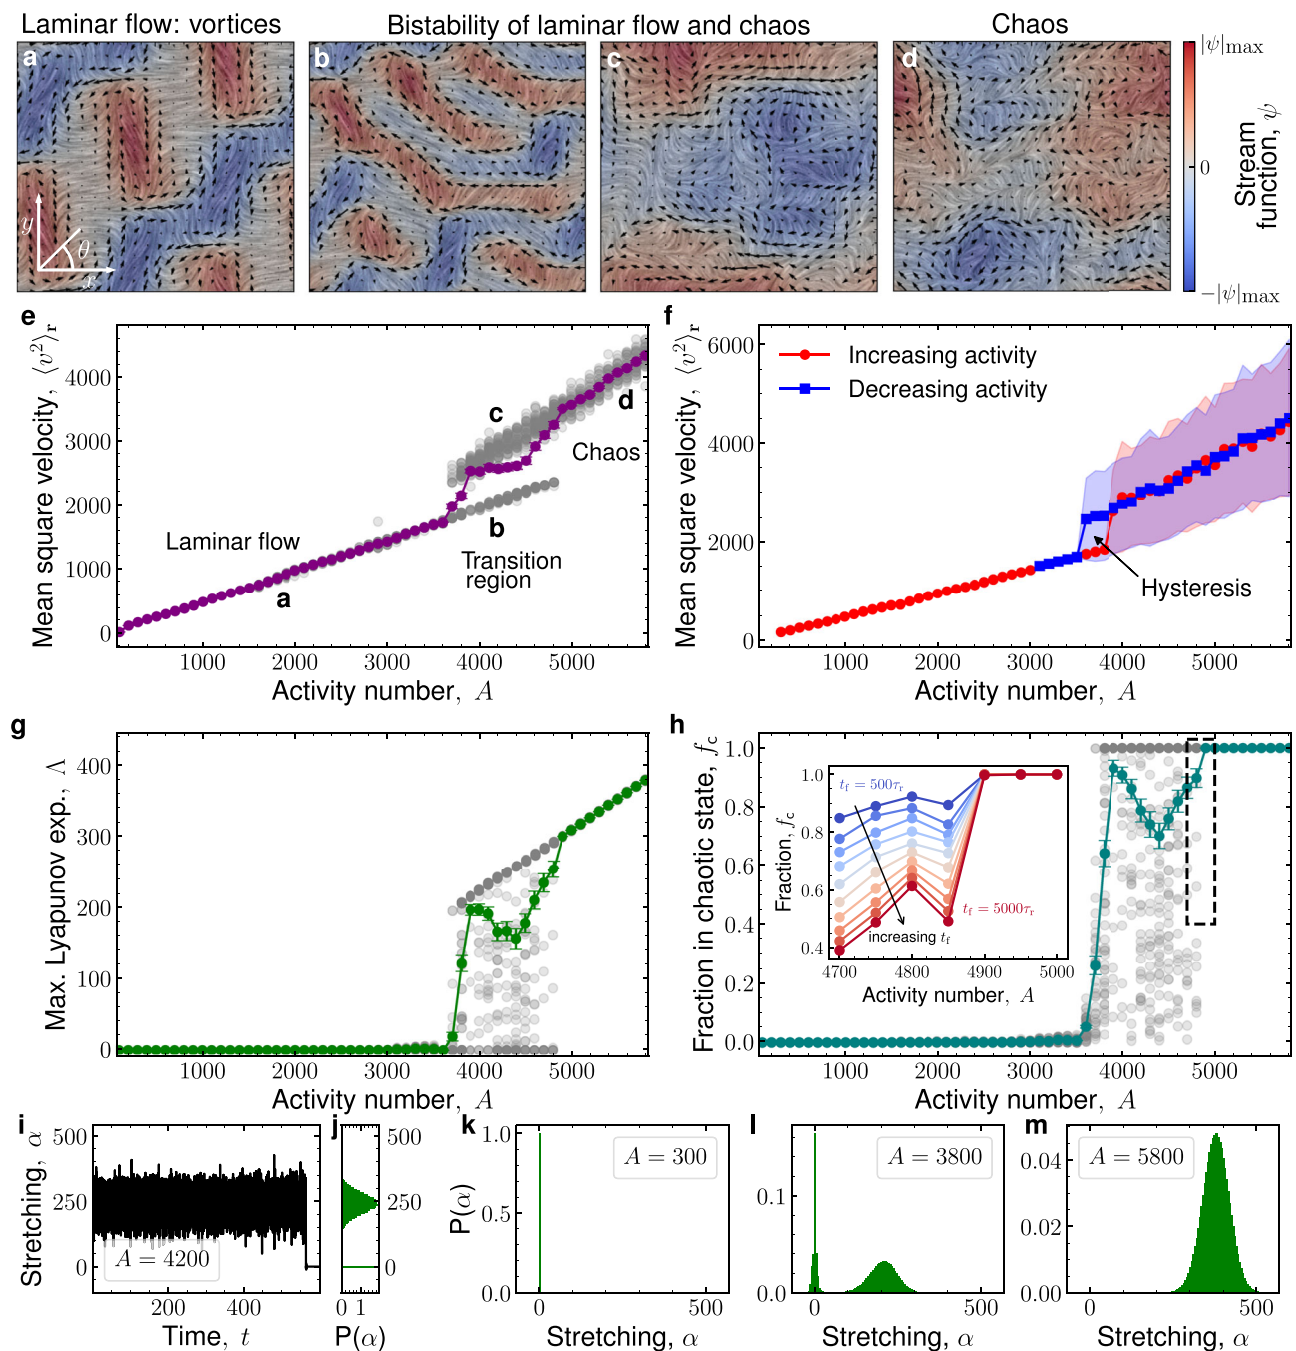 Laminar flow: vortices
Bistability of laminar flow and chaos
Chaos
a
b
c
d
y
θ
x
|ψ|max
0
−|ψ|max
Stream function, ψ
e
Mean square velocity, ⟨v²⟩r
4000
3000
2000
1000
0
Laminar flow
a
b
c
d
Chaos
Transition
region
1000 2000 3000 4000 5000
Activity number, A
f
Mean square velocity, ⟨v²⟩r
6000
4000
2000
0
Increasing activity
Decreasing activity
Hysteresis
1000 2000 3000 4000 5000
Activity number, A
g
Max. Lyapunov exp., Λ
400
300
200
100
0
1000 2000 3000 4000 5000
Activity number, A
h
Fraction in chaotic state, fc
1.0
0.8
0.6
0.4
0.2
0.0
Fraction, fc
1.0
0.8
0.6
0.4
tf = 500τr
tf = 5000τr
increasing tf
4700 4800 4900 5000
Activity number, A
1000 2000 3000 4000 5000
Activity number, A
i
Stretching, α
500
250
0
A = 4200
200 400
Time, t
j
500
250
0
0 1
P(α)
k
P(α)
1.0
0.5
0.0
A = 300
0 500
Stretching, α
l
0.1
0.0
A = 3800
0 500
Stretching, α
m
0.04
0.02
0.00
A = 5800
0 500
Stretching, α